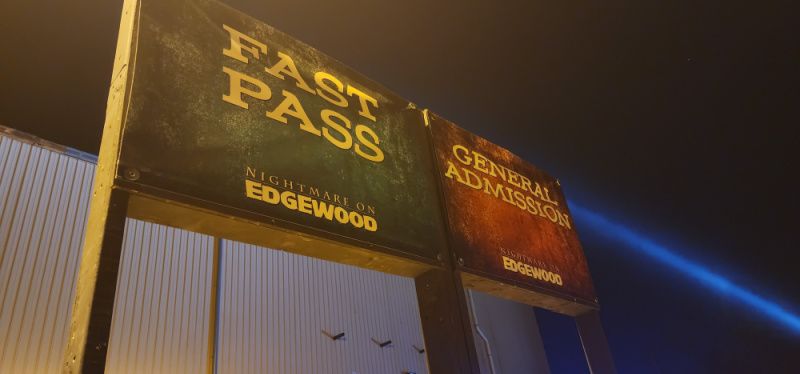 FAST
PASS
NIGHTMARE ON
EDGEWOOD
GENERAL
ADMISSION
NIGHTMARE ON
EDGEWOOD